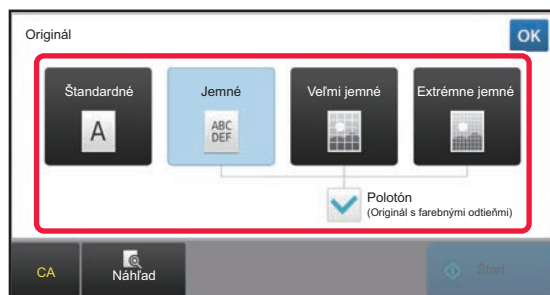 Originál
OK
Štandardné
Jemné
Veľmi jemné
Extrémne jemné
A
ABC
DEF
Polotón
(Originál s farebnými odtieňmi)
CA
Náhľad
Štart